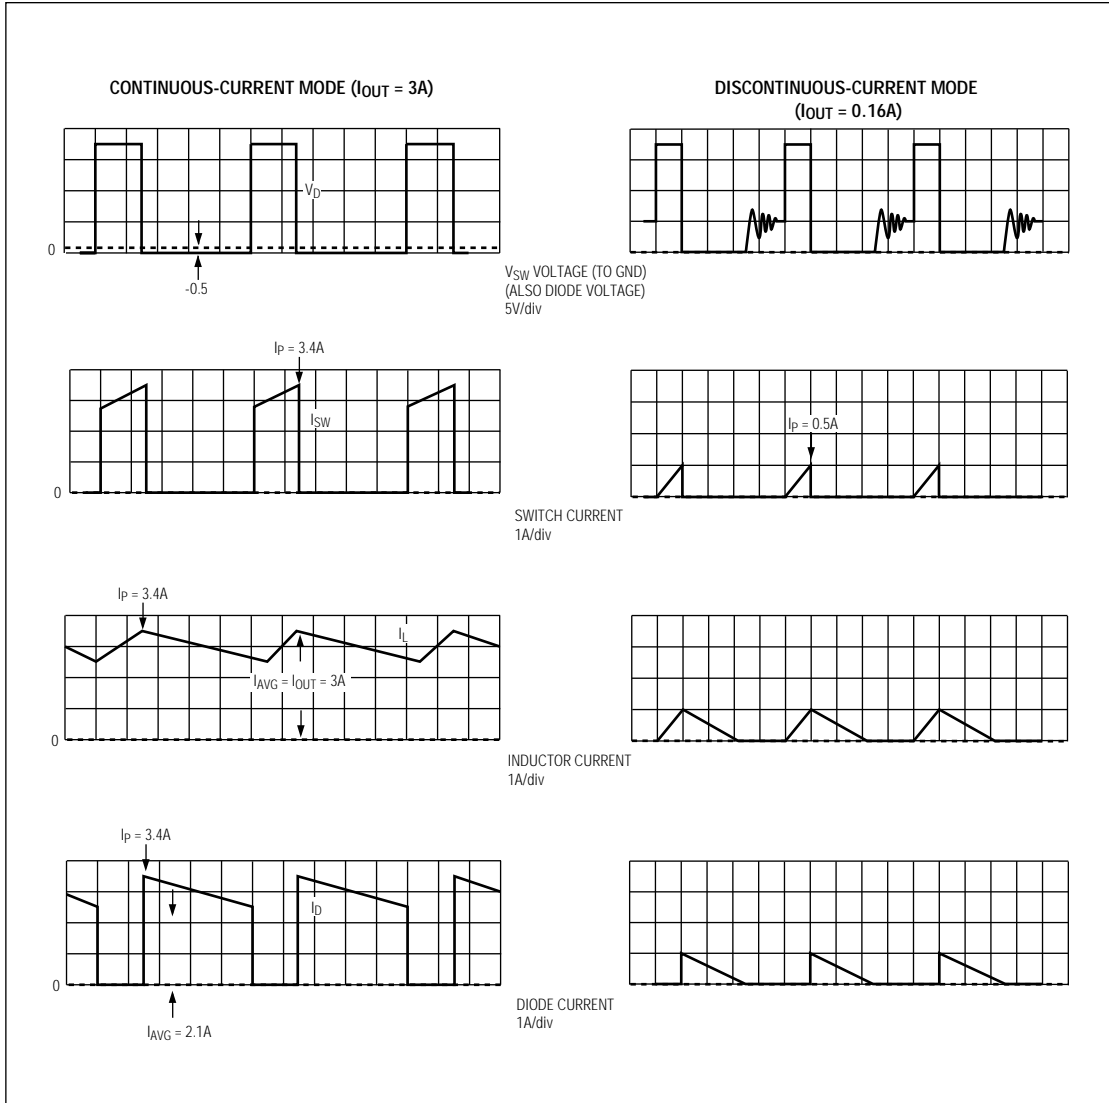 CONTINUOUS-CURRENT MODE (IOUT = 3A)
DISCONTINUOUS-CURRENT MODE
(IOUT = 0.16A)
VD
0
-0.5
VSW VOLTAGE (TO GND)
(ALSO DIODE VOLTAGE)
5V/div
IP = 3.4A
ISW
0
IP = 0.5A
SWITCH CURRENT
1A/div
IP = 3.4A
IL
IAVG = IOUT = 3A
0
INDUCTOR CURRENT
1A/div
IP = 3.4A
ID
0
IAVG = 2.1A
DIODE CURRENT
1A/div